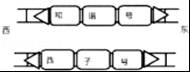 和 谐 号
西 东
西 子 号